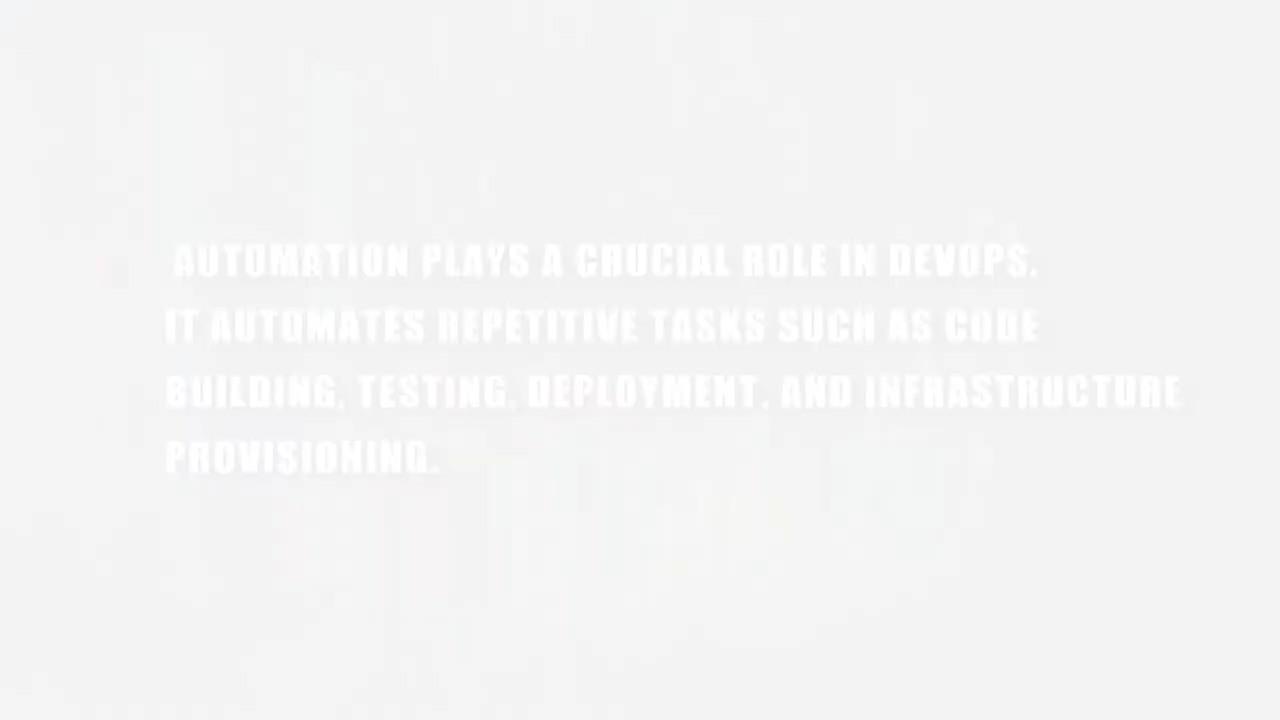 AUTOMATION PLAYS A CRUCIAL ROLE IN DEVOPS.
IT AUTOMATES REPETITIVE TASKS SUCH AS CODE
BUILDING, TESTING, DEPLOYMENT, AND INFRASTRUCTURE
PROVISIONING.